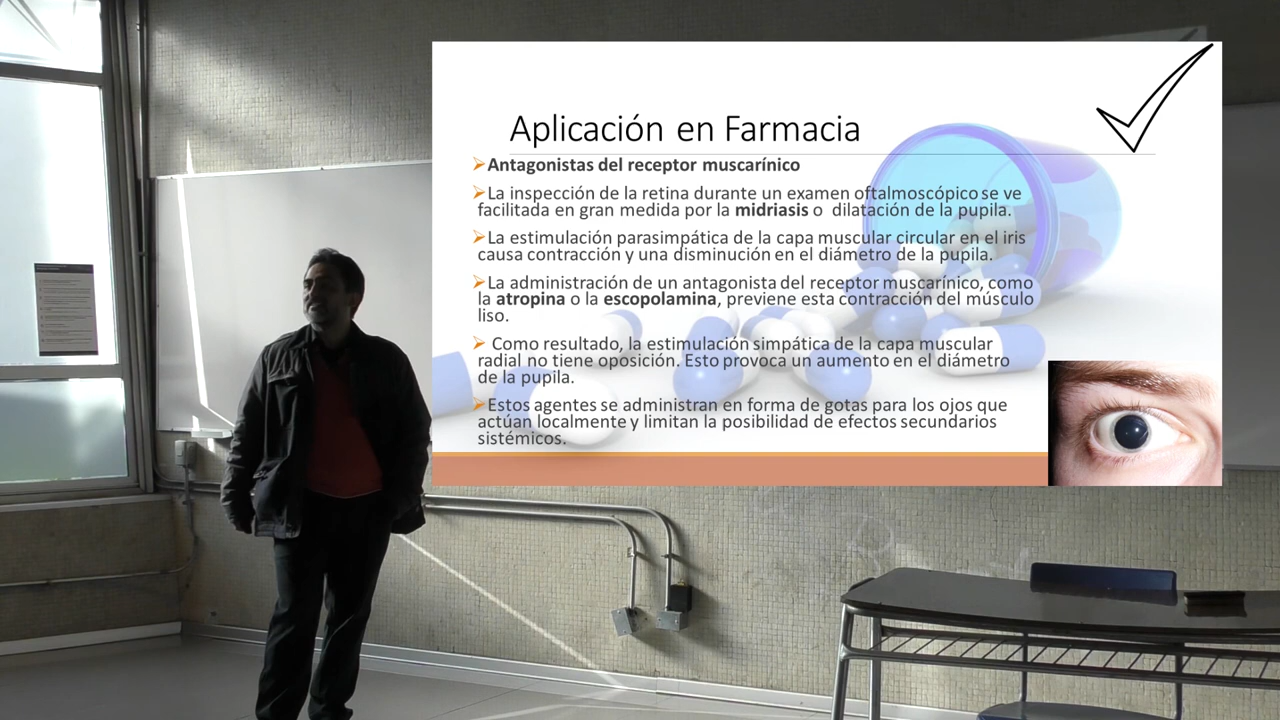 Aplicación en Farmacia
Antagonistas del receptor muscarínico
La inspección de la retina durante un examen oftalmoscópico se ve
facilitada en gran medida por la midriasis o dilatación de la pupila.
La estimulación parasimpática de la capa muscular circular en el iris
causa contracción y una disminución en el diámetro de la pupila.
La administración de un antagonista del receptor muscarínico, como
la atropina o la escopolamina, previene esta contracción del músculo
liso.
Como resultado, la estimulación simpática de la capa muscular
radial no tiene oposición. Esto provoca un aumento en el diámetro
de la pupila.
Estos agentes se administran en forma de gotas para los ojos que
actúan localmente y limitan la posibilidad de efectos secundarios
sistémicos.